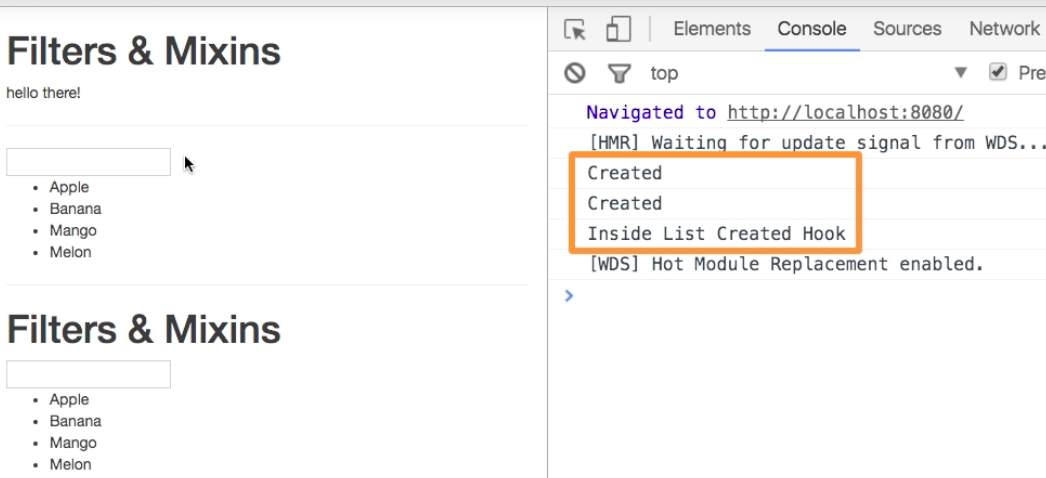 Filters & Mixins
hello there!
Apple
Banana
Mango
Melon
Filters & Mixins
Apple
Banana
Mango
Melon
Elements Console Sources Network
top Pre
Navigated to http://localhost:8080/
[HMR] Waiting for update signal from WDS...
Created
Created
Inside List Created Hook
[WDS] Hot Module Replacement enabled.